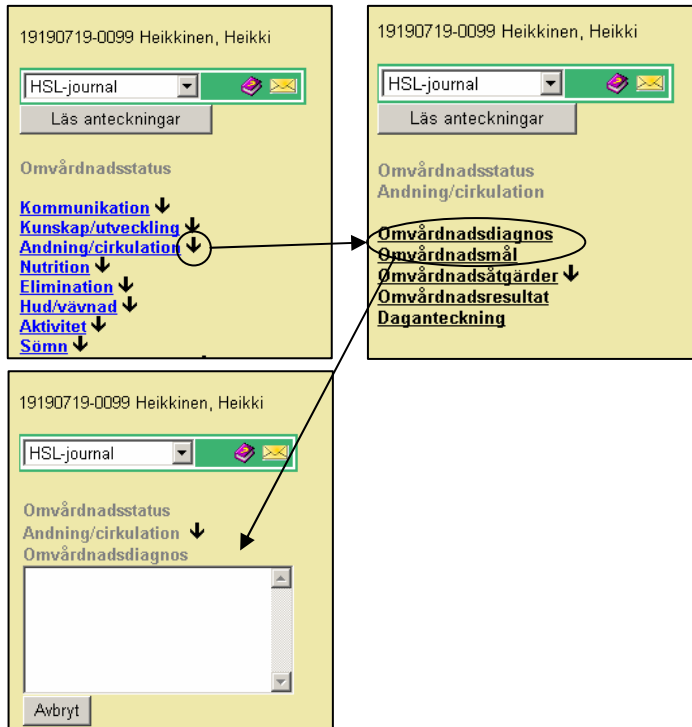 19190719-0099 Heikkinen, Heikki
HSL-journal
Läs anteckningar
Omvårdnadsstatus
Kommunikation
Kunskap/utveckling
Andning/cirkulation
Nutrition
Elimination
Hud/vävnad
Aktivitet
Sömn
19190719-0099 Heikkinen, Heikki
HSL-journal
Läs anteckningar
Omvårdnadsstatus
Andning/cirkulation
Omvårdnadsdiagnos
Omvårdnadsmål
Omvårdnadsåtgärder
Omvårdnadsresultat
Daganteckning
19190719-0099 Heikkinen, Heikki
HSL-journal
Omvårdnadsstatus
Andning/cirkulation
Omvårdnadsdiagnos
Avbryt